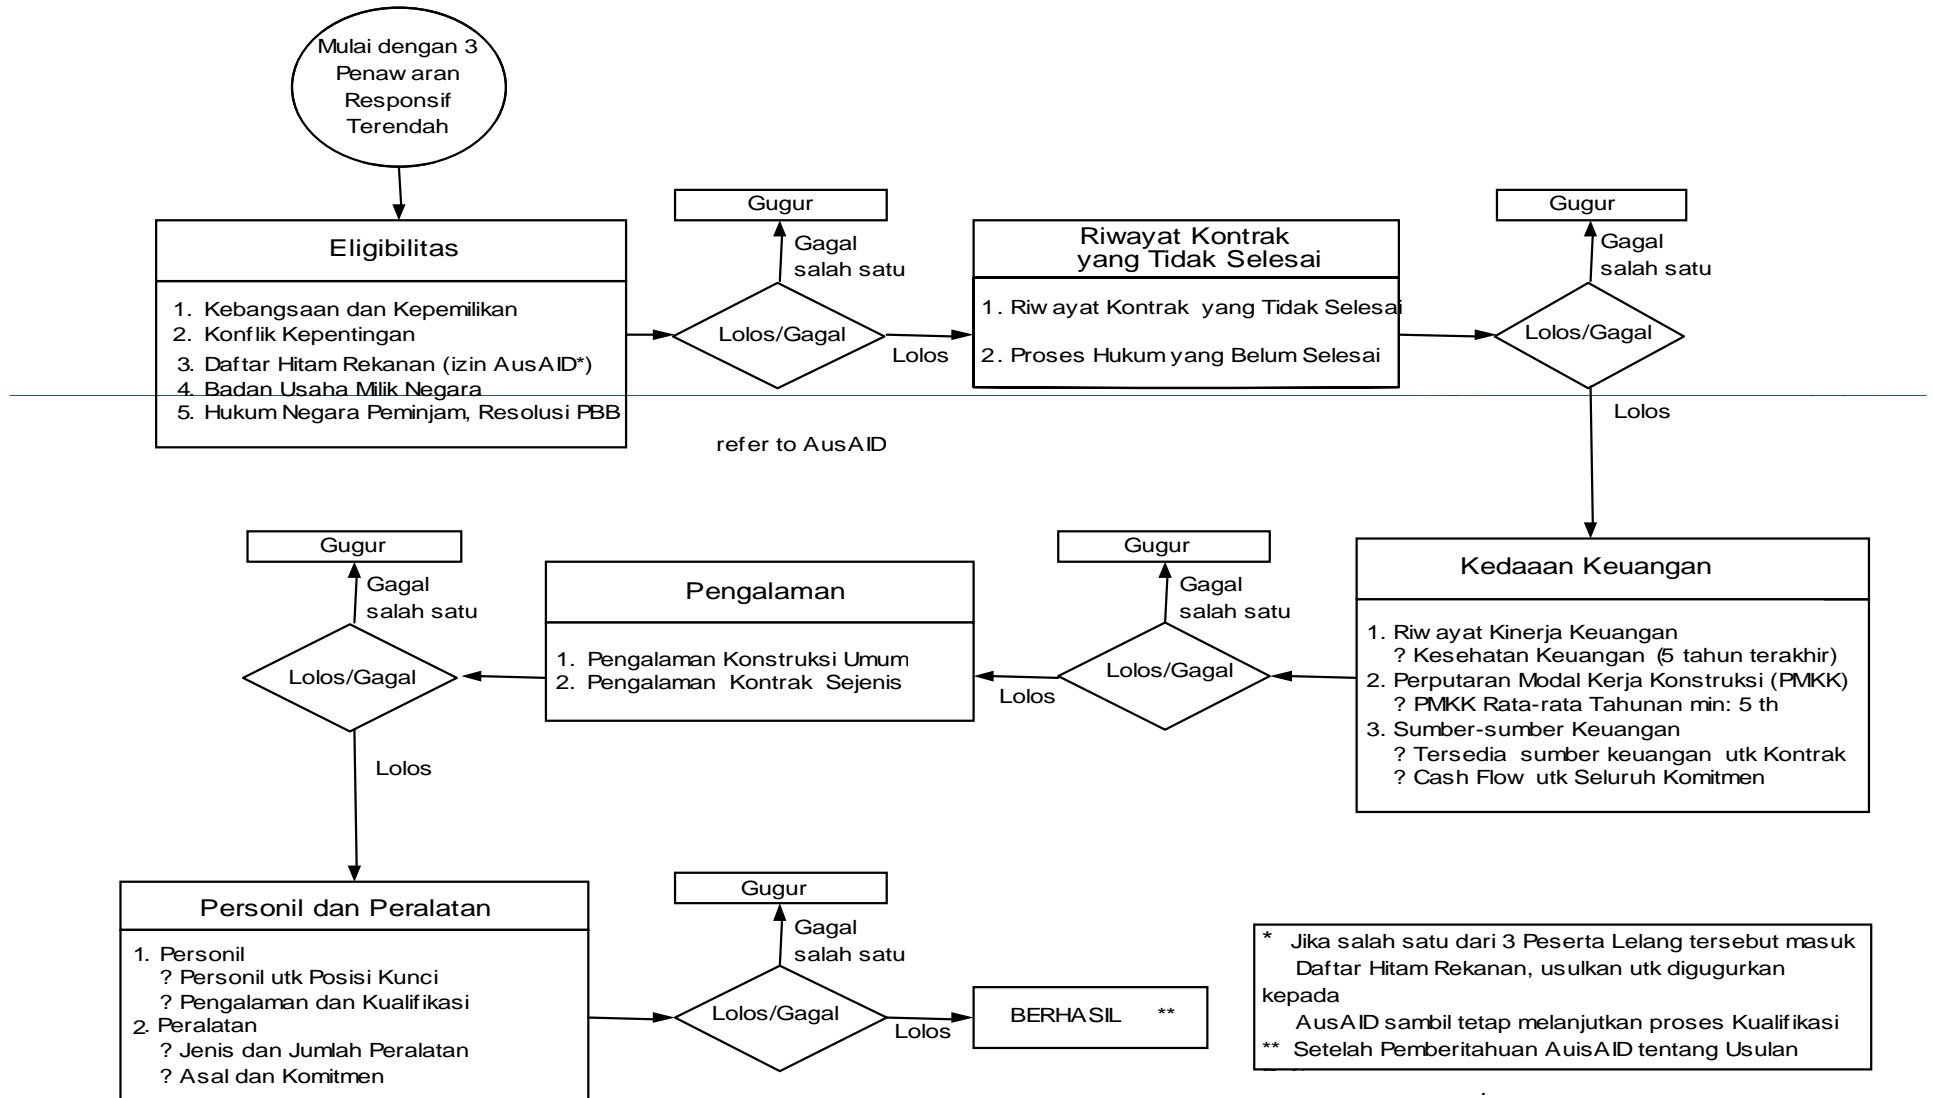 Mulai dengan 3
Penawaran
Responsif
Terendah
Eligibilitas
1. Kebangsaan dan Kepemilikan
2. Konflik Kepentingan
3. Daftar Hitam Rekanan (izin AusAID*)
4. Badan Usaha Milik Negara
5. Hukum Negara Peminjam, Resolusi PBB
Gugur
Gagal
salah satu
Lolos/Gagal
Lolos
Riwayat Kontrak
yang Tidak Selesai
1. Riwayat Kontrak yang Tidak Selesai
2. Proses Hukum yang Belum Selesai
Gugur
Gagal
salah satu
Lolos/Gagal
Lolos
refer to AusAID
Kedaaan Keuangan
1. Riwayat Kinerja Keuangan
? Kesehatan Keuangan (5 tahun terakhir)
2. Perputaran Modal Kerja Konstruksi (PMKK)
? PMKK Rata-rata Tahunan min: 5 th
3. Sumber-sumber Keuangan
? Tersedia sumber keuangan utk Kontrak
? Cash Flow utk Seluruh Komitmen
Gugur
Gagal
salah satu
Lolos/Gagal
Lolos
Pengalaman
1. Pengalaman Konstruksi Umum
2. Pengalaman Kontrak Sejenis
Gugur
Gagal
salah satu
Lolos/Gagal
Lolos
Personil dan Peralatan
1. Personil
? Personil utk Posisi Kunci
? Pengalaman dan Kualifikasi
2. Peralatan
? Jenis dan Jumlah Peralatan
? Asal dan Komitmen
Gugur
Gagal
salah satu
Lolos/Gagal
Lolos
BERHASIL **
* Jika salah satu dari 3 Peserta Lelang tersebut masuk
Daftar Hitam Rekanan, usulkan utk digugurkan
kepada
AusAID sambil tetap melanjutkan proses Kualifikasi
** Setelah Pemberitahuan AuisAID tentang Usulan